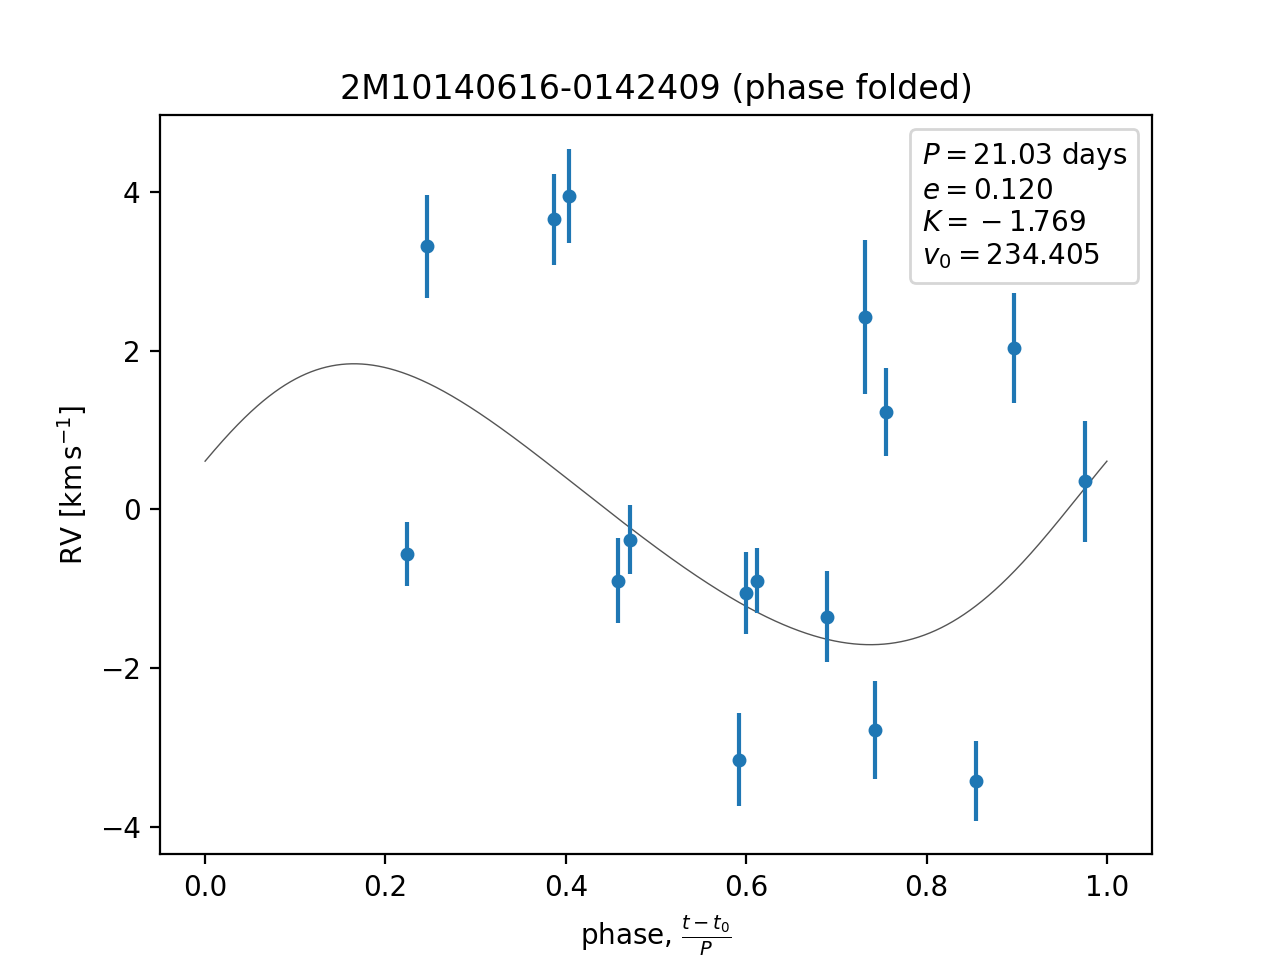 2M10140616-0142409 (phase folded)
P = 21.03 days
e = 0.120
K = −1.769
v₀ = 234.405
RV [km s⁻¹]
4
2
0
−2
−4
0.0 0.2 0.4 0.6 0.8 1.0
phase, (t − t₀)/P